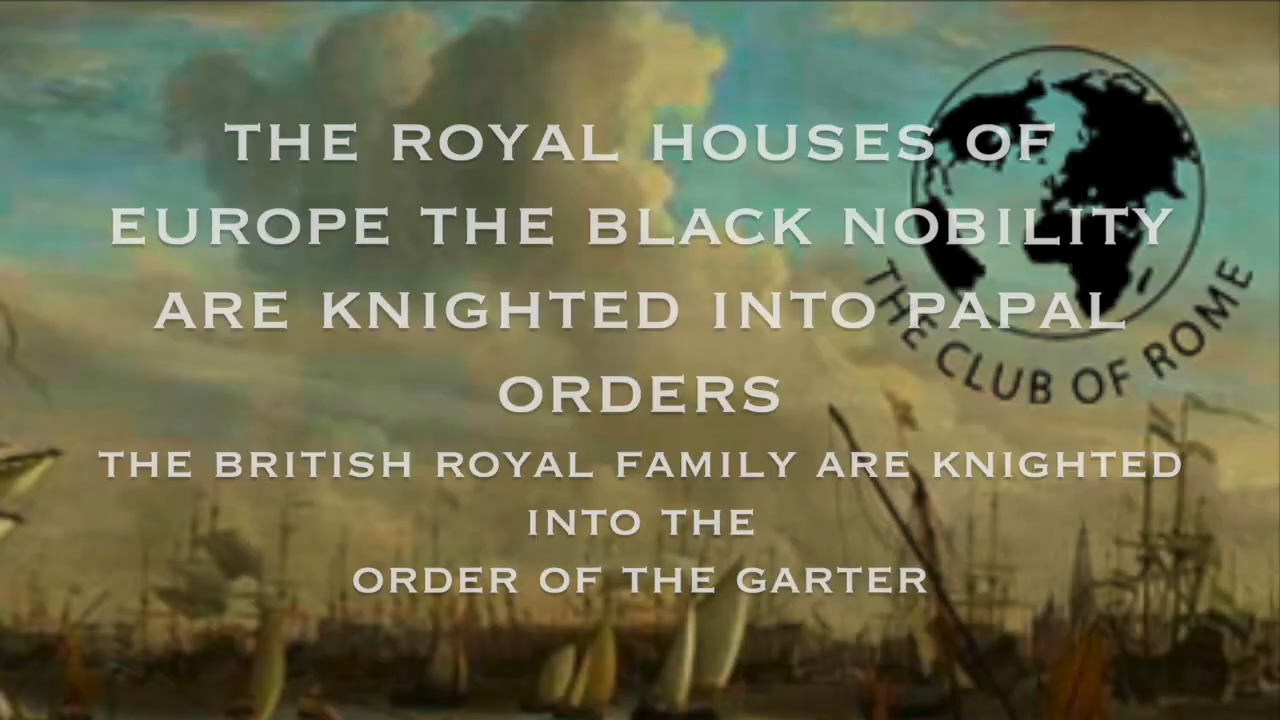 THE ROYAL HOUSES OF
EUROPE THE BLACK NOBILITY
ARE KNIGHTED INTO PAPAL
ORDERS
THE BRITISH ROYAL FAMILY ARE KNIGHTED
INTO THE
ORDER OF THE GARTER
THE CLUB OF ROME